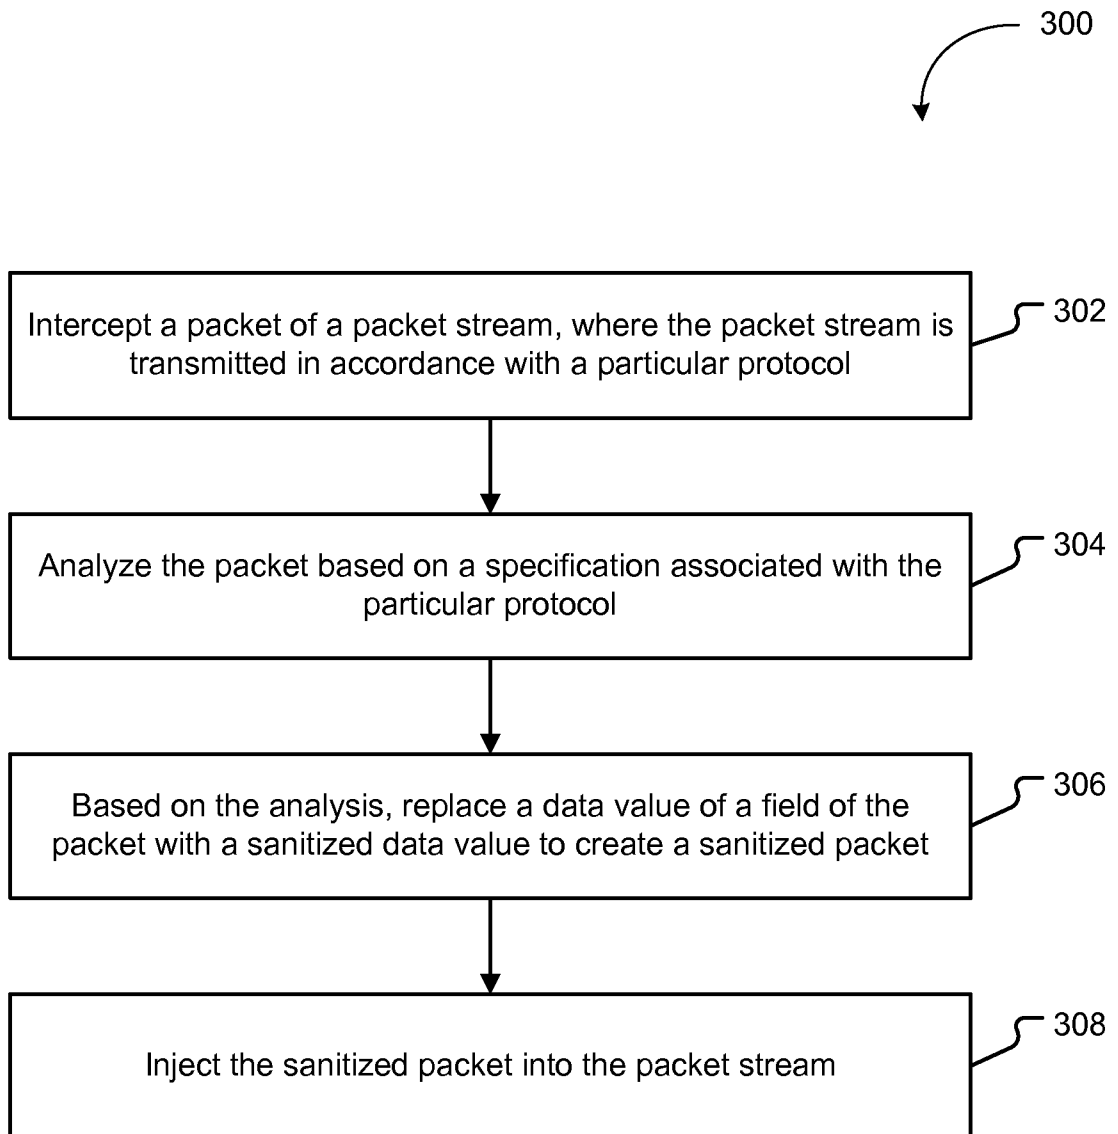 300
Intercept a packet of a packet stream, where the packet stream is
transmitted in accordance with a particular protocol
302
Analyze the packet based on a specification associated with the
particular protocol
304
Based on the analysis, replace a data value of a field of the
packet with a sanitized data value to create a sanitized packet
306
Inject the sanitized packet into the packet stream
308